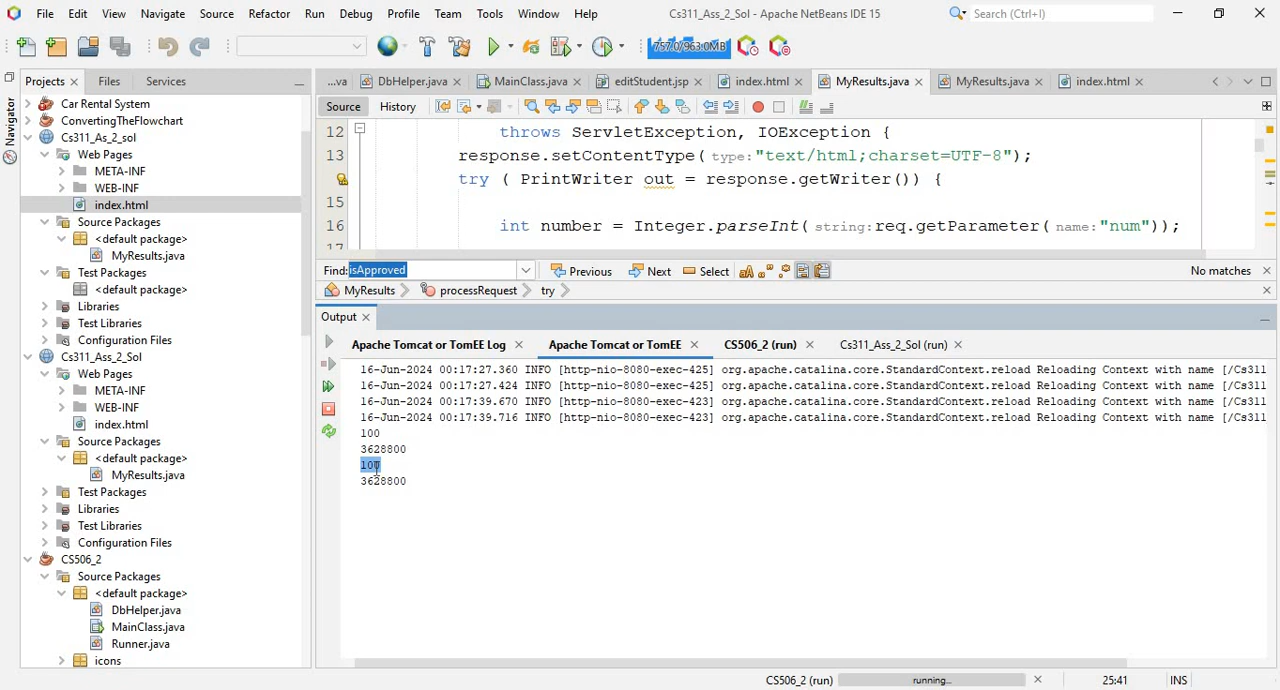 File Edit View Navigate Source Refactor Run Debug Profile Team Tools Window Help Cs311_Ass_2_Sol - Apache NetBeans IDE 15 Search (Ctrl+I)
757.0/963.0MB
Projects Files Services
...va DbHelper.java MainClass.java editStudent.jsp index.html MyResults.java MyResults.java index.html
Navigator
Car Rental System
ConvertingTheFlowchart
Cs311_As_2_sol
Web Pages
META-INF
WEB-INF
index.html
Source Packages
<default package>
MyResults.java
Test Packages
<default package>
Libraries
Test Libraries
Configuration Files
Cs311_Ass_2_Sol
Web Pages
META-INF
WEB-INF
index.html
Source Packages
<default package>
MyResults.java
Test Packages
Libraries
Test Libraries
Configuration Files
CS506_2
Source Packages
<default package>
DbHelper.java
MainClass.java
Runner.java
icons
Source History
12 throws ServletException, IOException {
13 response.setContentType(type:"text/html;charset=UTF-8");
try ( PrintWriter out = response.getWriter()) {
15
16 int number = Integer.parseInt(string:req.getParameter(name:"num"));
17
Find: isApproved Previous Next Select No matches
MyResults processRequest try
Output
Apache Tomcat or TomEE Log Apache Tomcat or TomEE CS506_2 (run) Cs311_Ass_2_Sol (run)
16-Jun-2024 00:17:27.360 INFO [http-nio-8080-exec-425] org.apache.catalina.core.StandardContext.reload Reloading Context with name [/Cs311
16-Jun-2024 00:17:27.424 INFO [http-nio-8080-exec-425] org.apache.catalina.core.StandardContext.reload Reloading Context with name [/Cs311
16-Jun-2024 00:17:39.670 INFO [http-nio-8080-exec-423] org.apache.catalina.core.StandardContext.reload Reloading Context with name [/Cs311
16-Jun-2024 00:17:39.716 INFO [http-nio-8080-exec-423] org.apache.catalina.core.StandardContext.reload Reloading Context with name [/Cs311
100
3628800
100
3628800
CS506_2 (run) running... 25:41 INS